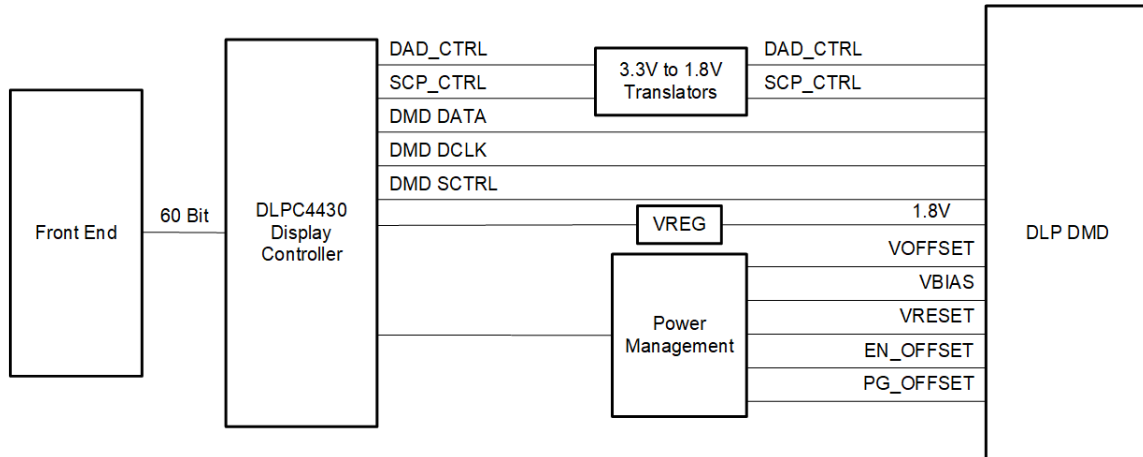 DAD_CTRL
DAD_CTRL
3.3V to 1.8V
Translators
SCP_CTRL
SCP_CTRL
DMD DATA
DMD DCLK
DMD SCTRL
60 Bit
Front End
DLPC4430
Display
Controller
VREG
1.8V
DLP DMD
VOFFSET
VBIAS
Power
Management
VRESET
EN_OFFSET
PG_OFFSET